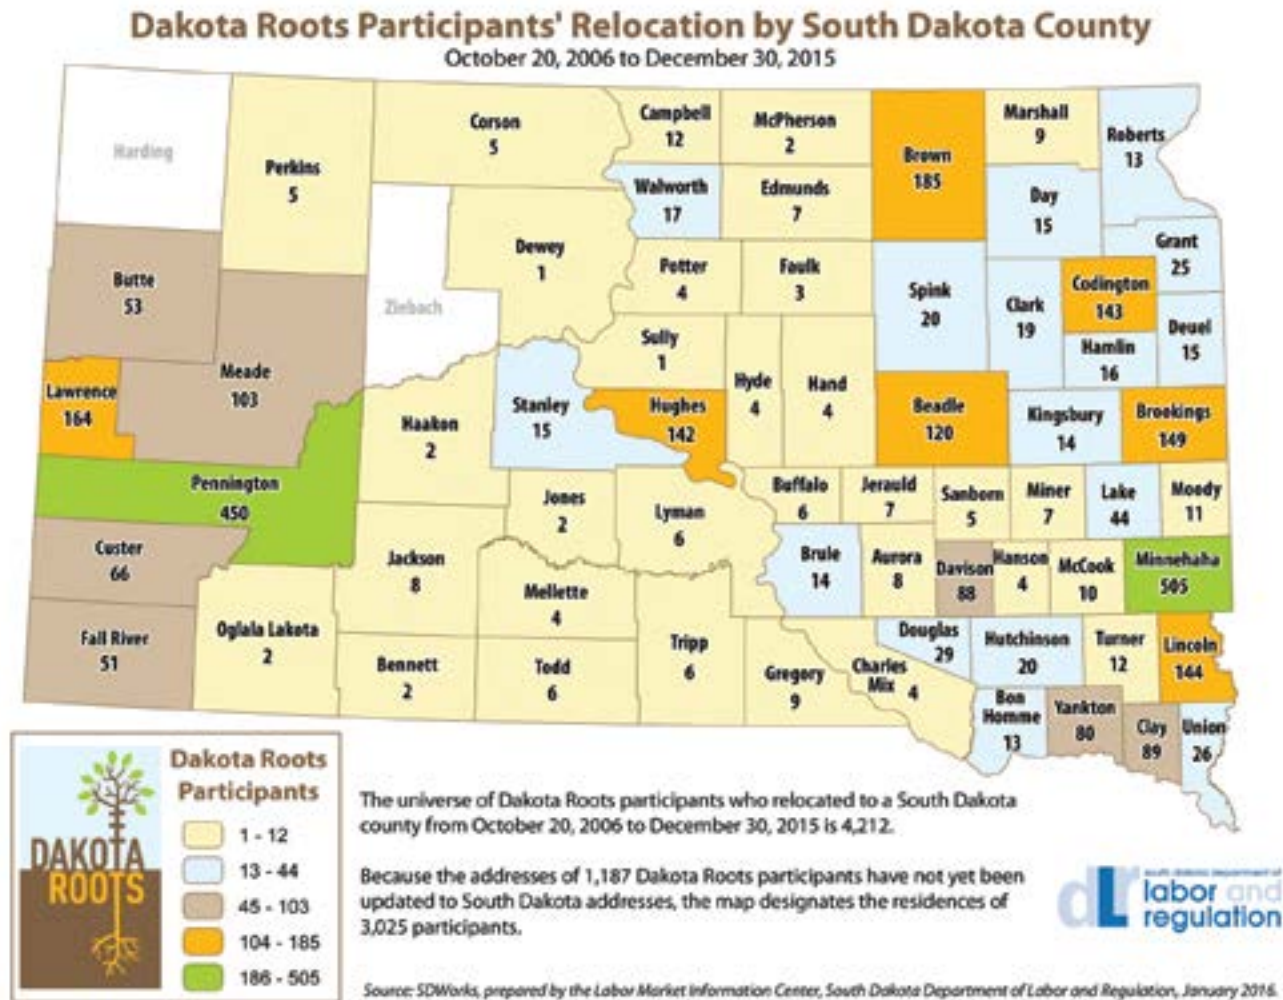 Dakota Roots Participants' Relocation by South Dakota County
October 20, 2006 to December 30, 2015
Harding
Perkins
5
Corson
5
Campbell
12
McPherson
2
Brown
185
Marshall
9
Roberts
13
Walworth
17
Edmunds
7
Day
15
Butte
53
Ziebach
Dewey
1
Potter
4
Faulk
3
Spink
20
Clark
19
Codington
143
Grant
25
Hamlin
16
Deuel
15
Lawrence
164
Meade
103
Haakon
2
Stanley
15
Sully
1
Hughes
142
Hyde
4
Hand
4
Beadle
120
Kingsbury
14
Brookings
149
Pennington
450
Jones
2
Lyman
6
Buffalo
6
Jerauld
7
Sanborn
5
Miner
7
Lake
44
Moody
11
Custer
66
Jackson
8
Mellette
4
Brule
14
Aurora
8
Davison
88
Hanson
4
McCook
10
Minnehaha
505
Fall River
51
Oglala Lakota
2
Bennett
2
Todd
6
Tripp
6
Gregory
9
Charles
Mix 4
Douglas
29
Hutchinson
20
Turner
12
Lincoln
144
Bon
Homme
13
Yankton
80
Clay
89
Union
26
DAKOTA
ROOTS
Dakota Roots
Participants
1 - 12
13 - 44
45 - 103
104 - 185
186 - 505
The universe of Dakota Roots participants who relocated to a South Dakota
county from October 20, 2006 to December 30, 2015 is 4,212.
Because the addresses of 1,187 Dakota Roots participants have not yet been
updated to South Dakota addresses, the map designates the residences of
3,025 participants.
dLr
south dakota department of
labor and
regulation
Source: SDWorks, prepared by the Labor Market Information Center, South Dakota Department of Labor and Regulation, January 2016.